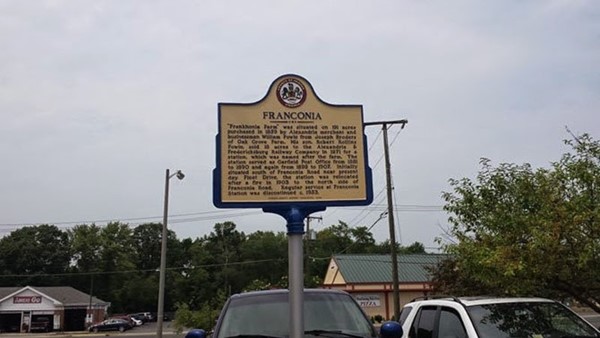 FRANCONIA
"Frankhonia Farm" was situated on 191 acres
purchased in 1859 by Alexandria merchant and
businessman William Fowle from Joseph Broders
of Oak Grove Farm. His son, Robert Rollins
Fowle, sold 16 acres to the Alexandria &
Fredericksburg Railway Company in 1871 for a
station, which was named after the farm. The
station served as Garfield Post Office from 1881
to 1890 and again from 1898 to 1907. Initially
situated south of Franconia Road near present
day Fleet Drive, the station was relocated
after a fire in 1903 to the north side of
Franconia Road. Regular service at Franconia
Station was discontinued c. 1953.
PIZZA